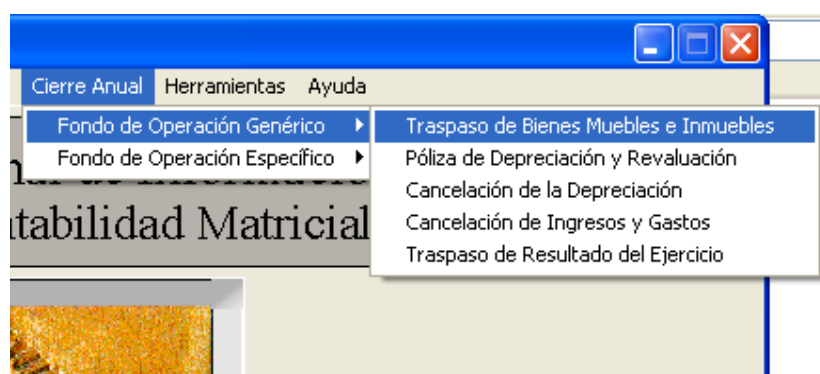 Cierre Anual Herramientas Ayuda
Fondo de Operación Genérico
Fondo de Operación Específico
Traspaso de Bienes Muebles e Inmuebles
Póliza de Depreciación y Revaluación
Cancelación de la Depreciación
Cancelación de Ingresos y Gastos
Traspaso de Resultado del Ejercicio
Matricial